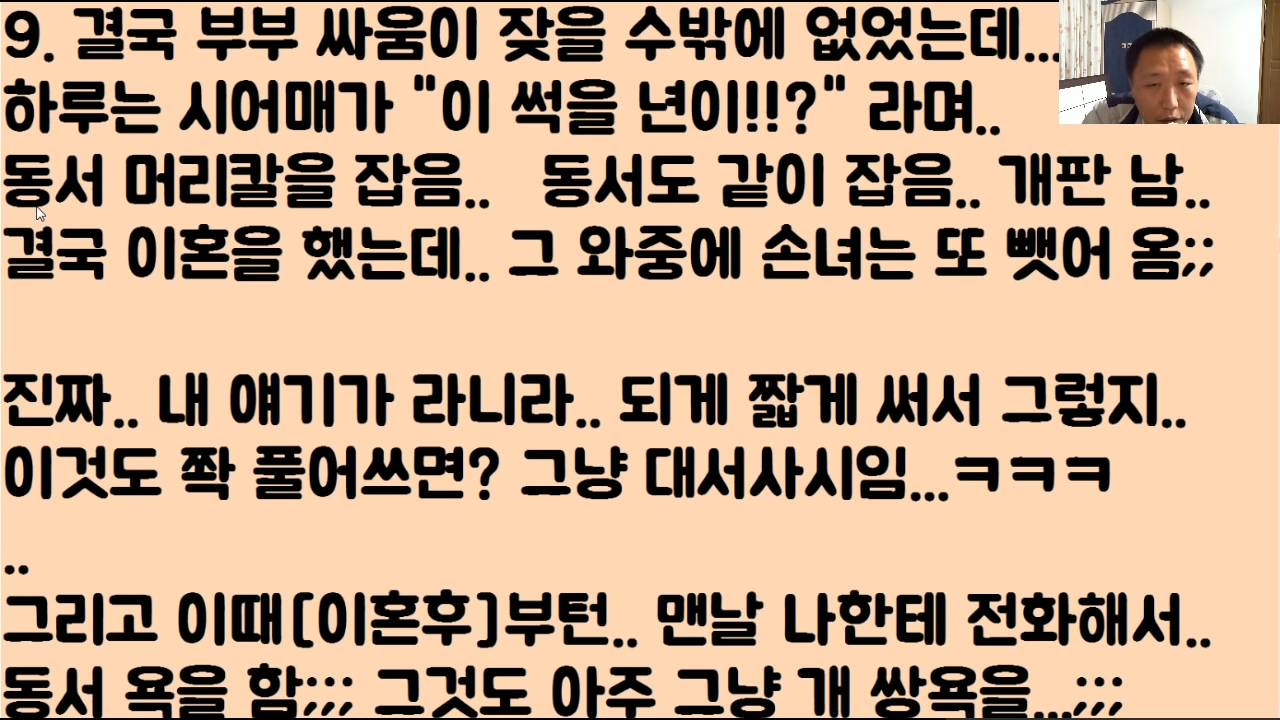 9. 결국 부부 싸움이 잦을 수밖에 없었는데...
하루는 시어매가 "이 썩을 년이!!?" 라며..
동서 머리칼을 잡음.. 동서도 같이 잡음.. 개판 남..
결국 이혼을 했는데.. 그 와중에 손녀는 또 뺏어 옴;;
진짜.. 내 얘기가 라니라.. 되게 짧게 써서 그렇지..
이것도 쫙 풀어쓰면? 그냥 대서사시임...ㅋㅋㅋ
..
그리고 이때[이혼후]부턴.. 맨날 나한테 전화해서..
동서 욕을 함;;; 그것도 아주 그냥 개 쌍욕을...;;;